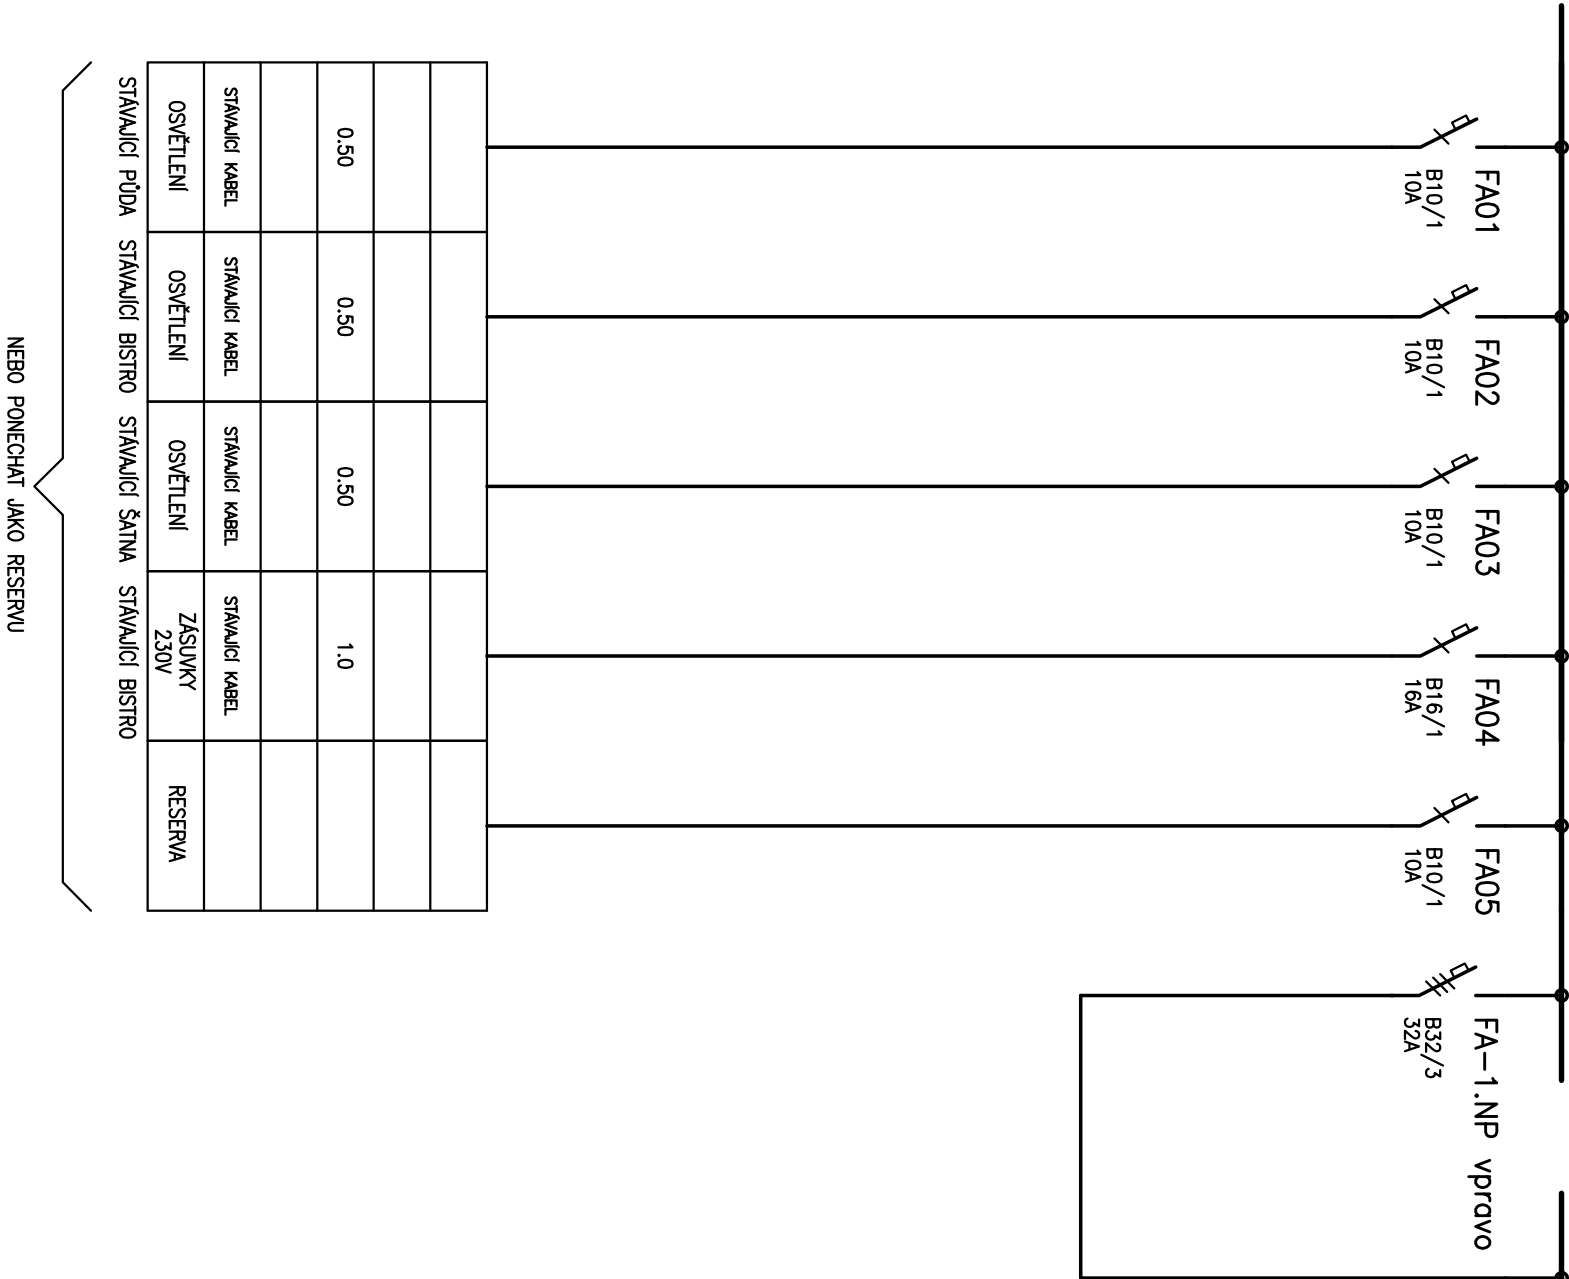 FA01
B10/1
10A
FA02
B10/1
10A
FA03
B10/1
10A
FA04
B16/1
16A
FA05
B10/1
10A
FA-1.NP vpravo
B32/3
32A
0.50
0.50
0.50
1.0
STÁVAJÍCÍ KABEL
STÁVAJÍCÍ KABEL
STÁVAJÍCÍ KABEL
STÁVAJÍCÍ KABEL
OSVĚTLENÍ
OSVĚTLENÍ
OSVĚTLENÍ
ZÁSUVKY
230V
RESERVA
STÁVAJÍCÍ PŮDA
STÁVAJÍCÍ BISTRO
STÁVAJÍCÍ ŠATNA
STÁVAJÍCÍ BISTRO
NEBO PONECHAT JAKO RESERVU